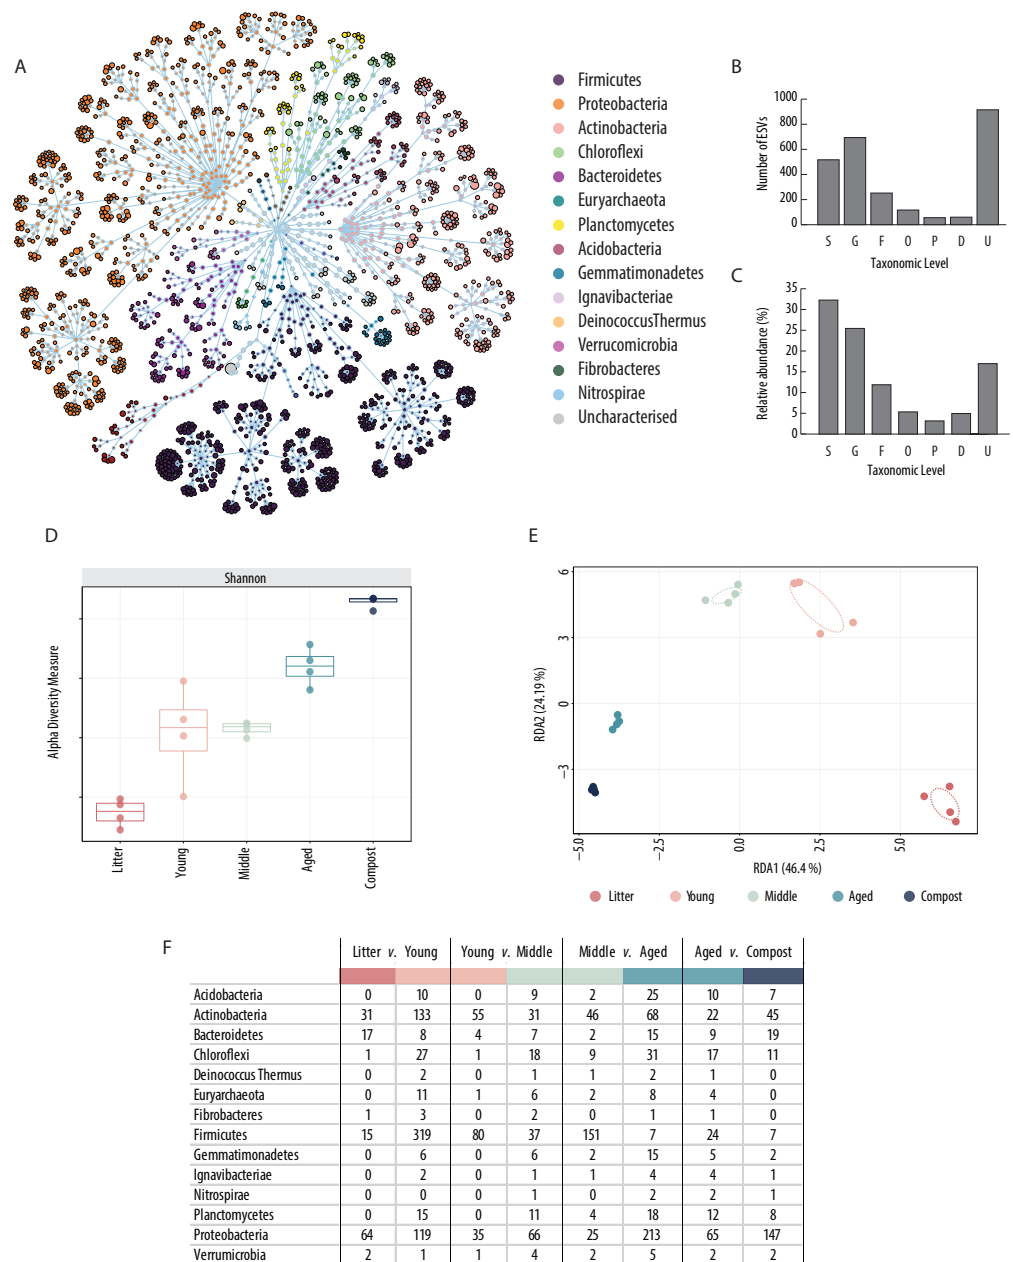 A
Firmicutes
Proteobacteria
Actinobacteria
Chloroflexi
Bacteroidetes
Euryarchaeota
Planctomycetes
Acidobacteria
Gemmatimonadetes
Ignavibacteriae
DeinococcusThermus
Verrucomicrobia
Fibrobacteres
Nitrospirae
Uncharacterised
B
Number of ESVs
1000
800
600
400
200
0
S G F O P D U
Taxonomic Level
C
Relative abundance (%)
35
30
25
20
15
10
5
0
S G F O P D U
Taxonomic Level
D
Shannon
Alpha Diversity Measure
Litter Young Middle Aged Compost
E
RDA2 (24.19 %)
6
3
0
−3
−5.0 −2.5 0.0 2.5 5.0
RDA1 (46.4 %)
Litter Young Middle Aged Compost
F
Litter v. Young Young v. Middle Middle v. Aged Aged v. Compost
Acidobacteria 0 10 0 9 2 25 10 7
Actinobacteria 31 133 55 31 46 68 22 45
Bacteroidetes 17 8 4 7 2 15 9 19
Chloroflexi 1 27 1 18 9 31 17 11
Deinococcus Thermus 0 2 0 1 1 2 1 0
Euryarchaeota 0 11 1 6 2 8 4 0
Fibrobacteres 1 3 0 2 0 1 1 0
Firmicutes 15 319 80 37 151 7 24 7
Gemmatimonadetes 0 6 0 6 2 15 5 2
Ignavibacteriae 0 2 0 1 1 4 4 1
Nitrospirae 0 0 0 1 0 2 2 1
Planctomycetes 0 15 0 11 4 18 12 8
Proteobacteria 64 119 35 66 25 213 65 147
Verrumicrobia 2 1 1 4 2 5 2 2